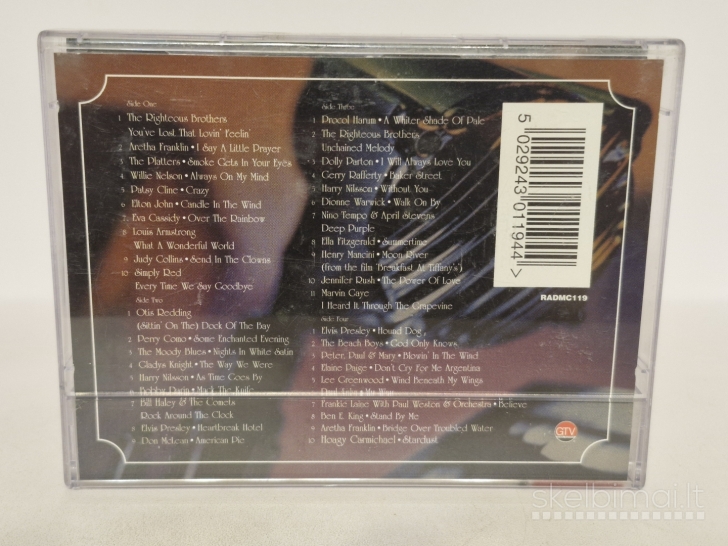 Side One
1 The Righteous Brothers
You've Lost That Lovin' Feelin'
2 Aretha Franklin • I Say A Little Prayer
3 The Platters • Smoke Gets In Your Eyes
4 Willie Nelson • Always On My Mind
5 Patsy Cline • Crazy
6 Elton John • Candle In The Wind
7 Eva Cassidy • Over The Rainbow
8 Louis Armstrong
What A Wonderful World
9 Judy Collins • Send In The Clowns
10 Simply Red
Every Time We Say Goodbye
Side Two
1 Otis Redding
(Sittin' On The) Dock Of The Bay
2 Perry Como • Some Enchanted Evening
3 The Moody Blues • Nights In White Satin
4 Gladys Knight • The Way We Were
5 Harry Nilsson • As Time Goes By
6 Bobby Darin • Mack The Knife
7 Bill Haley & The Comets
Rock Around The Clock
8 Elvis Presley • Heartbreak Hotel
9 Don McLean • American Pie
Side Three
1 Procol Harum • A Whiter Shade Of Pale
2 The Righteous Brothers
Unchained Melody
3 Dolly Parton • I Will Always Love You
4 Gerry Rafferty • Baker Street
5 Harry Nilsson • Without You
6 Dionne Warwick • Walk On By
7 Nino Tempo & April Stevens
Deep Purple
8 Ella Fitzgerald • Summertime
9 Henry Mancini • Moon River
(from the film 'Breakfast At Tiffany's')
10 Jennifer Rush • The Power Of Love
11 Marvin Gaye
I Heard It Through The Grapevine
Side Four
1 Elvis Presley • Hound Dog
2 The Beach Boys • God Only Knows
3 Peter, Paul & Mary • Blowin' In The Wind
4 Elaine Paige • Don't Cry For Me Argentina
5 Lee Greenwood • Wind Beneath My Wings
My Way
7 Frankie Laine With Paul Weston & Orchestra • I Believe
8 Ben E. King • Stand By Me
9 Aretha Franklin • Bridge Over Troubled Water
10 Hoagy Carmichael • Stardust
5 029243 011944 >
RADMC119
GTV
skelbimai.lt